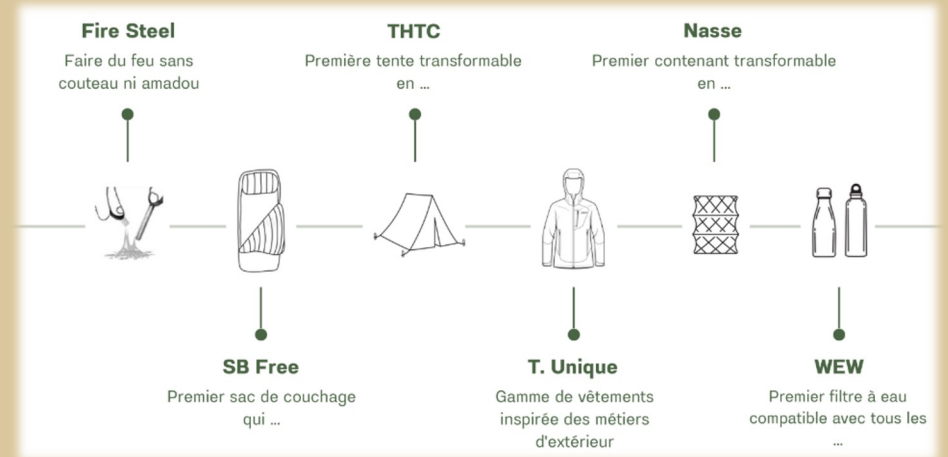 Fire Steel
Faire du feu sans
couteau ni amadou
THTC
Première tente transformable
en ...
Nasse
Premier contenant transformable
en ...
SB Free
Premier sac de couchage
qui ...
T. Unique
Gamme de vêtements
inspirée des métiers
d'extérieur
WEW
Premier filtre à eau
compatible avec tous les
...